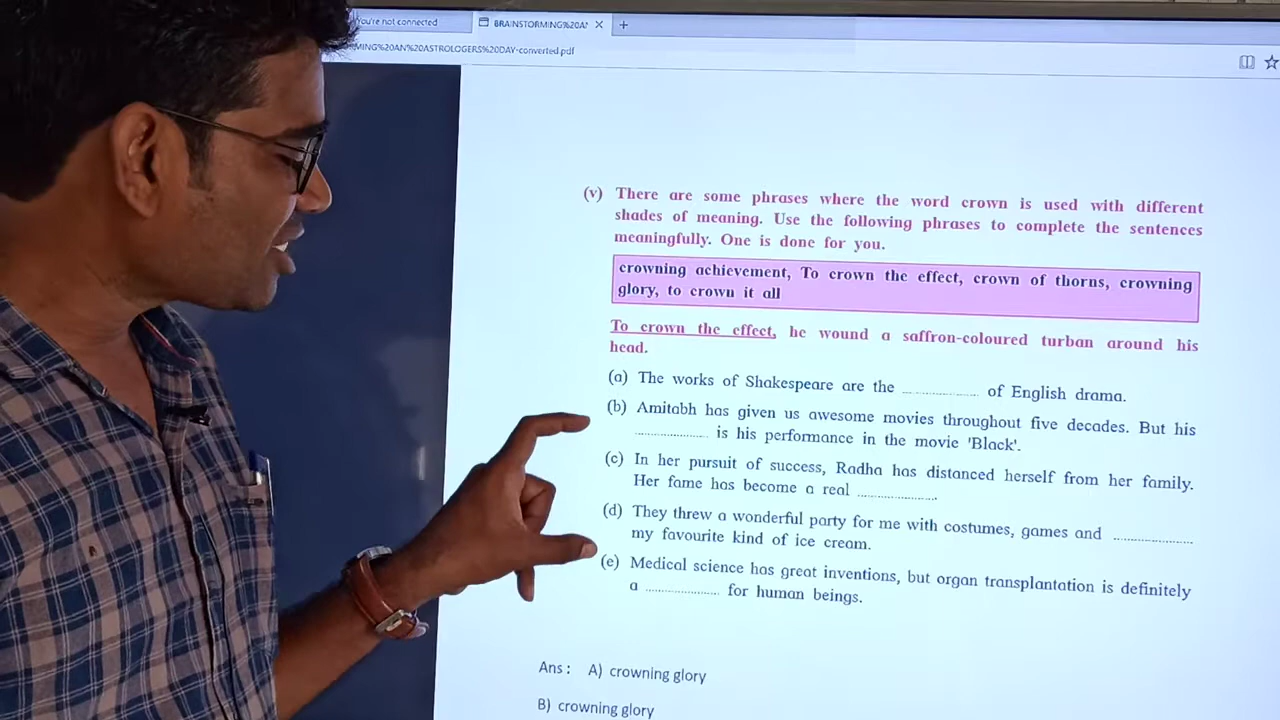 You're not connected
BRAINSTORMING%20A
MING%20AN%20ASTROLOGERS%20DAY-converted.pdf
(v) There are some phrases where the word crown is used with different
shades of meaning. Use the following phrases to complete the sentences
meaningfully. One is done for you.
crowning achievement, To crown the effect, crown of thorns, crowning
glory, to crown it all
To crown the effect, he wound a saffron-coloured turban around his
head.
(a) The works of Shakespeare are the .................... of English drama.
(b) Amitabh has given us awesome movies throughout five decades. But his
.................... is his performance in the movie 'Black'.
(c) In her pursuit of success, Radha has distanced herself from her family.
Her fame has become a real .....................
(d) They threw a wonderful party for me with costumes, games and ....................
my favourite kind of ice cream.
(e) Medical science has great inventions, but organ transplantation is definitely
a .................... for human beings.
Ans : A) crowning glory
B) crowning glory